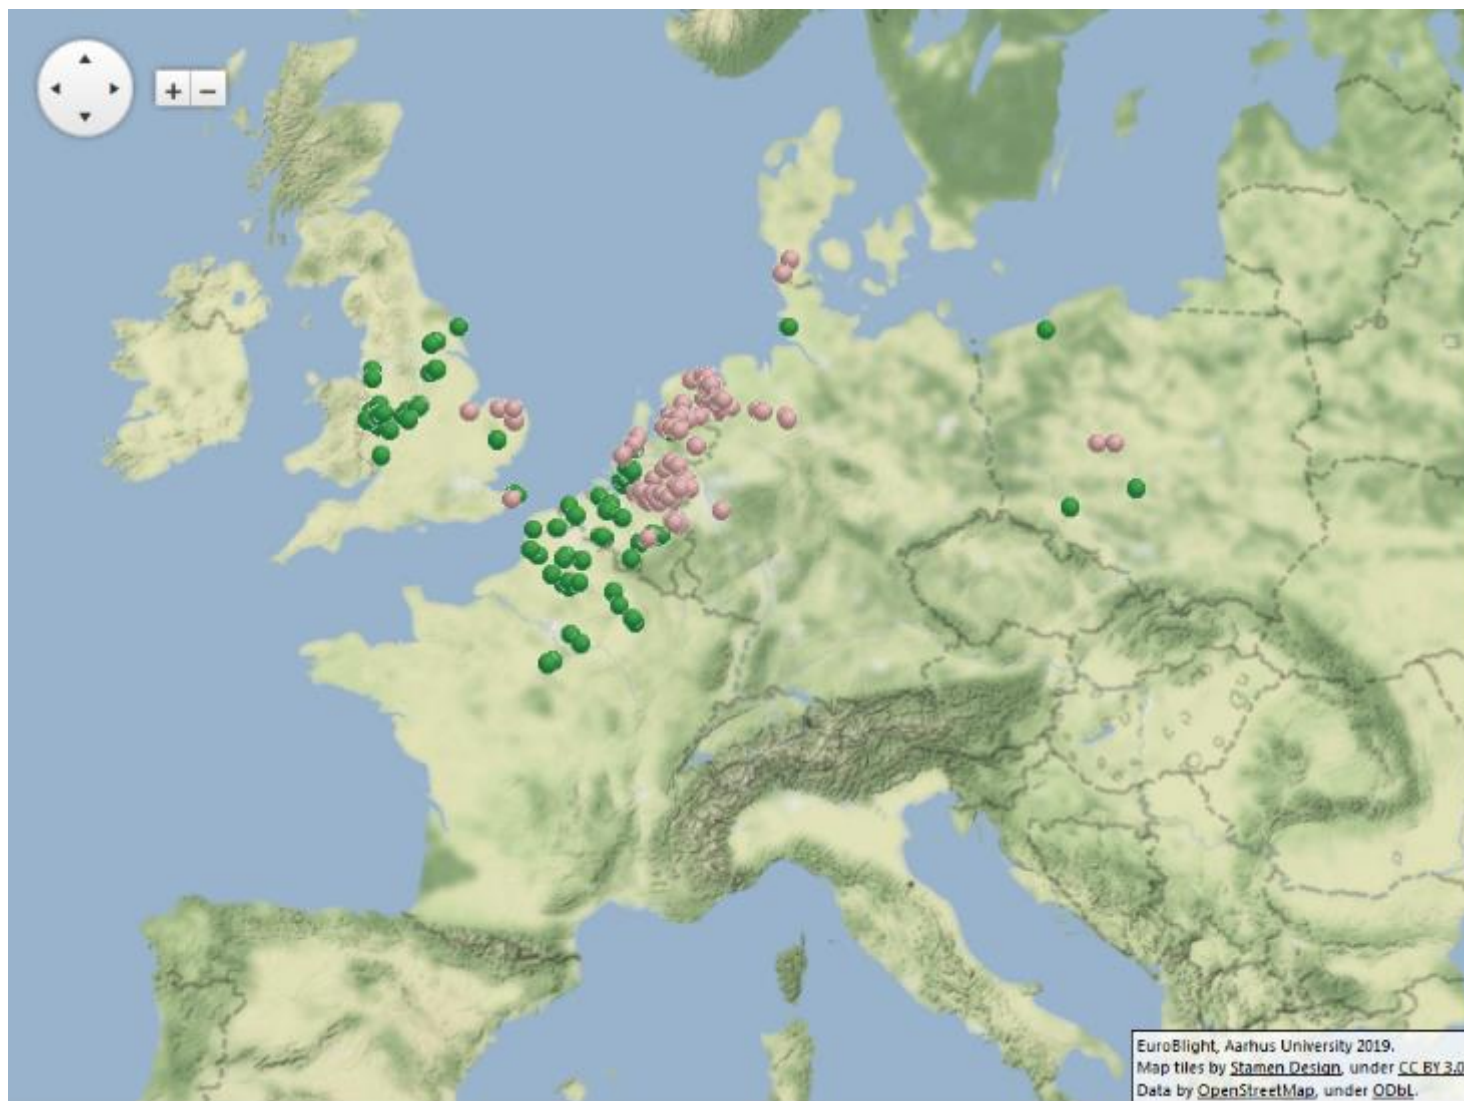 EuroBlight, Aarhus University 2019.
Map tiles by Stamen Design, under CC BY 3.0
Data by OpenStreetMap, under ODbL.